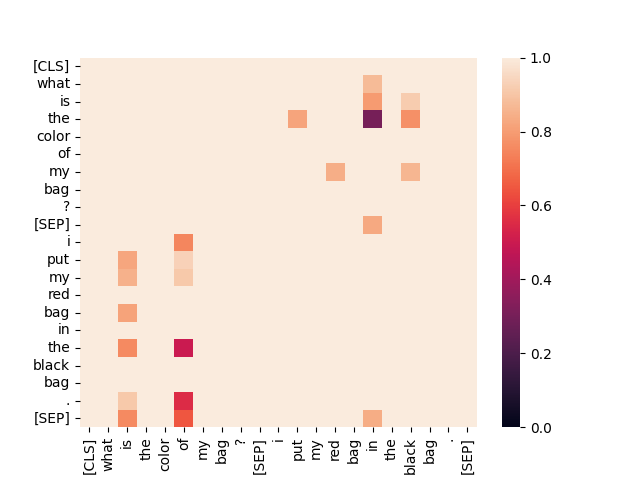 [CLS]
what
is
the
color
of
my
bag
?
[SEP]
i
put
my
red
bag
in
the
black
bag
.
[SEP]
[CLS]
what
is
the
color
of
my
bag
?
[SEP]
i
put
my
red
bag
in
the
black
bag
.
[SEP]
1.0
0.8
0.6
0.4
0.2
0.0